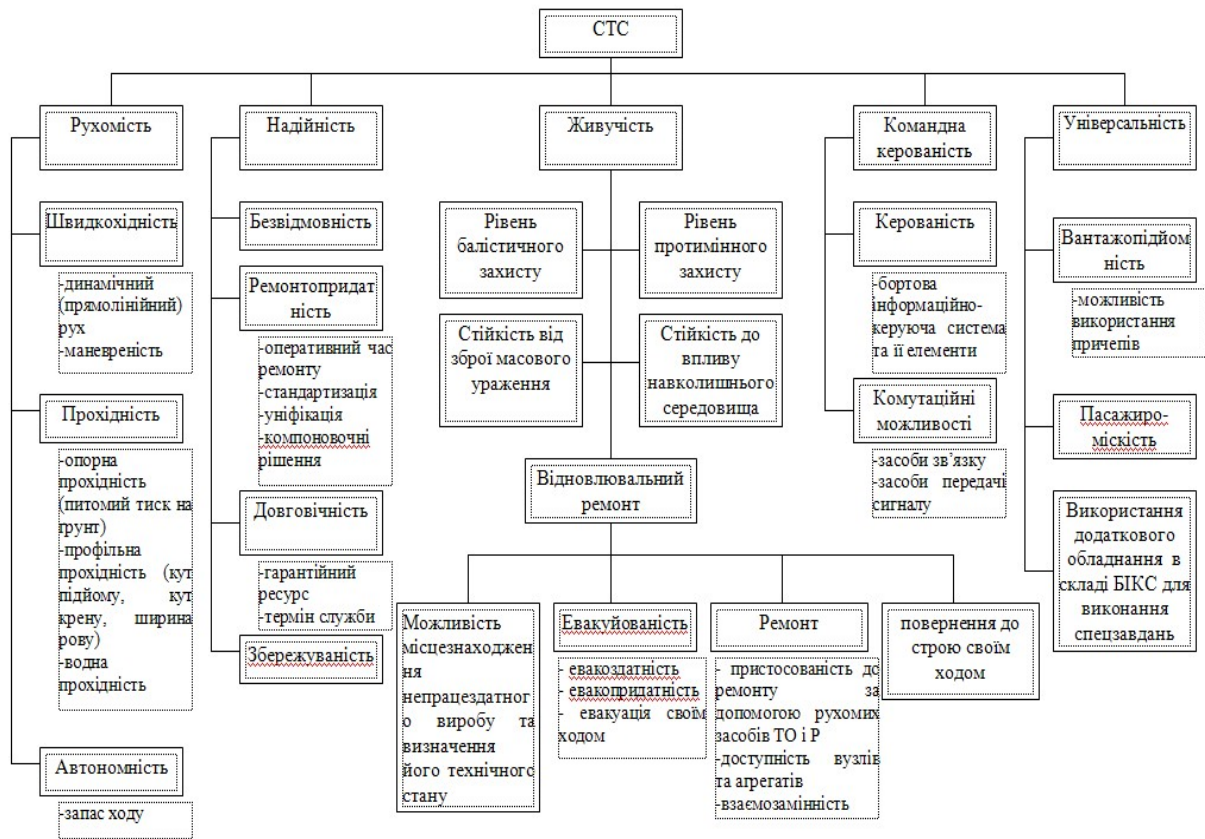 СТС
Рухомість
Швидкохідність
-динамічний
(прямолінійний)
рух
-маневреність
Прохідність
-опорна
прохідність
(питомий тиск на
ґрунт)
-профільна
прохідність (кут
підйому, кут
крену, ширина
рову)
-водна
прохідність
Автономність
-запас ходу
Надійність
Безвідмовність
Ремонтопридат
ність
-оперативний час
ремонту
-стандартизація
-уніфікація
-компоновочні
рішення
Довговічність
-гарантійний
ресурс
-термін служби
Збережуваність
Живучість
Рівень
балістичного
захисту
Рівень
протимінного
захисту
Стійкість від
зброї масового
ураження
Стійкість до
впливу
навколишнього
середовища
Відновлювальний
ремонт
Можливість
місцезнаходжен
ня
непрацездатног
о виробу та
визначення
його технічного
стану
Евакуйованість
- евакоздатність
- евакопридатність
- евакуація своїм
ходом
Ремонт
- пристосованість до
ремонту за
допомогою рухомих
засобів ТО і Р
-доступність вузлів
та агрегатів
-взаємозамінність
повернення до
строю своїм
ходом
Командна
керованість
Керованість
-бортова
інформаційно-
керуюча система
та її елементи
Комутаційні
можливості
-засоби зв’язку
-засоби передачі
сигналу
Універсальність
Вантажопідйом
ність
-можливість
використання
причепів
Пасажиро-
міскість
Використання
додаткового
обладнання в
складі БІКС для
виконання
спецзавдань